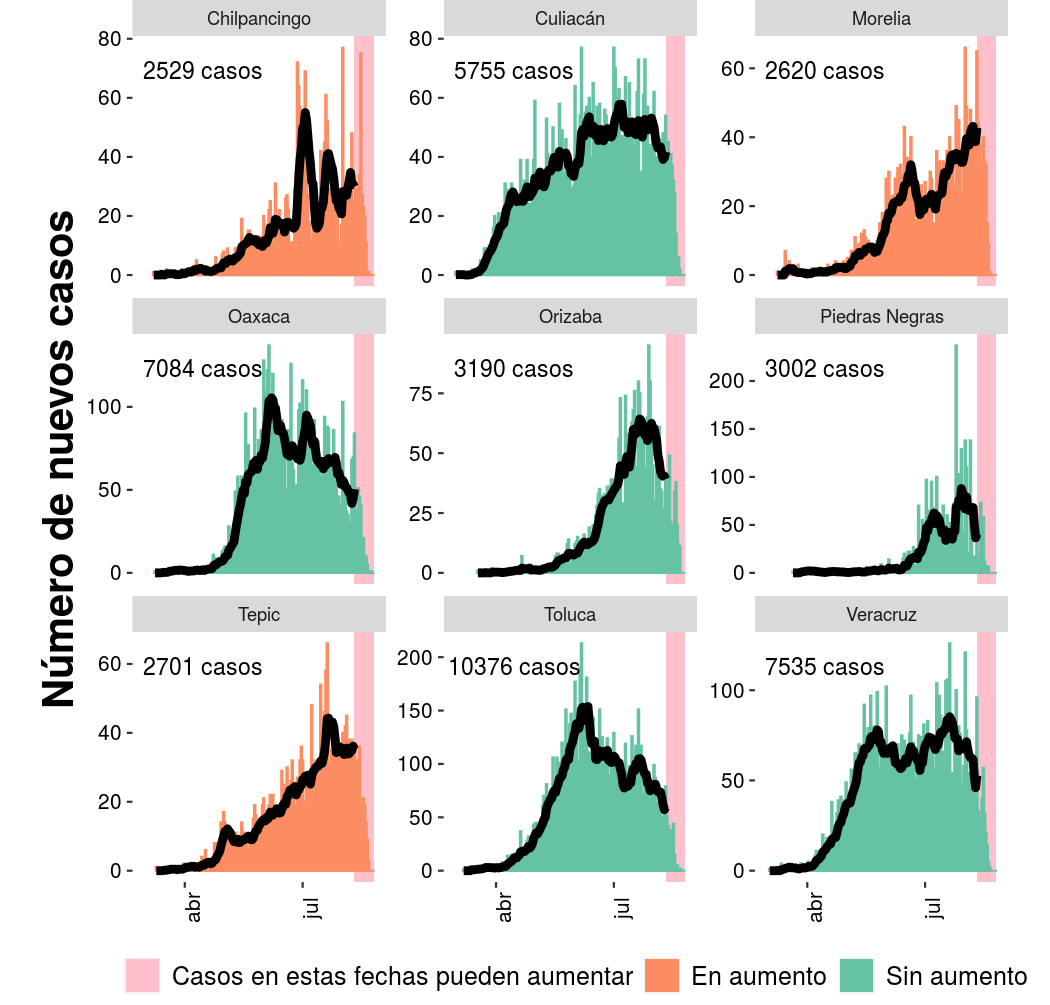 Número de nuevos casos
Chilpancingo
2529 casos
80
60
40
20
0
Culiacán
5755 casos
80
60
40
20
0
Morelia
2620 casos
60
40
20
0
Oaxaca
7084 casos
100
50
0
Orizaba
3190 casos
75
50
25
0
Piedras Negras
3002 casos
200
150
100
50
0
Tepic
2701 casos
60
40
20
0
abr
jul
Toluca
10376 casos
200
150
100
50
0
abr
jul
Veracruz
7535 casos
100
50
0
abr
jul
Casos en estas fechas pueden aumentar
En aumento
Sin aumento